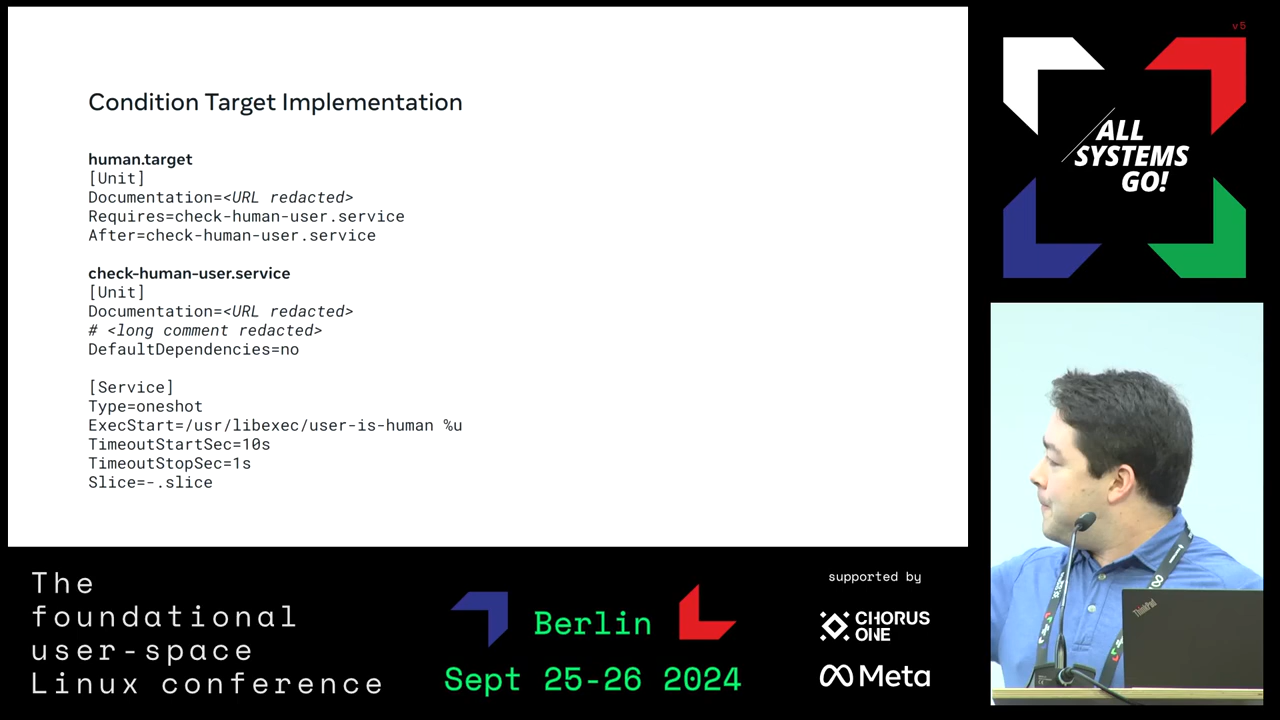 Condition Target Implementation
human.target
[Unit]
Documentation=<URL redacted>
Requires=check-human-user.service
After=check-human-user.service
check-human-user.service
[Unit]
Documentation=<URL redacted>
# <long comment redacted>
DefaultDependencies=no
[Service]
Type=oneshot
ExecStart=/usr/libexec/user-is-human %u
TimeoutStartSec=10s
TimeoutStopSec=1s
Slice=-.slice
v5
ALL
SYSTEMS
GO!
ThinkPad
The
foundational
user-space
Linux conference
Berlin
Sept 25-26 2024
supported by
CHORUS
ONE
Meta